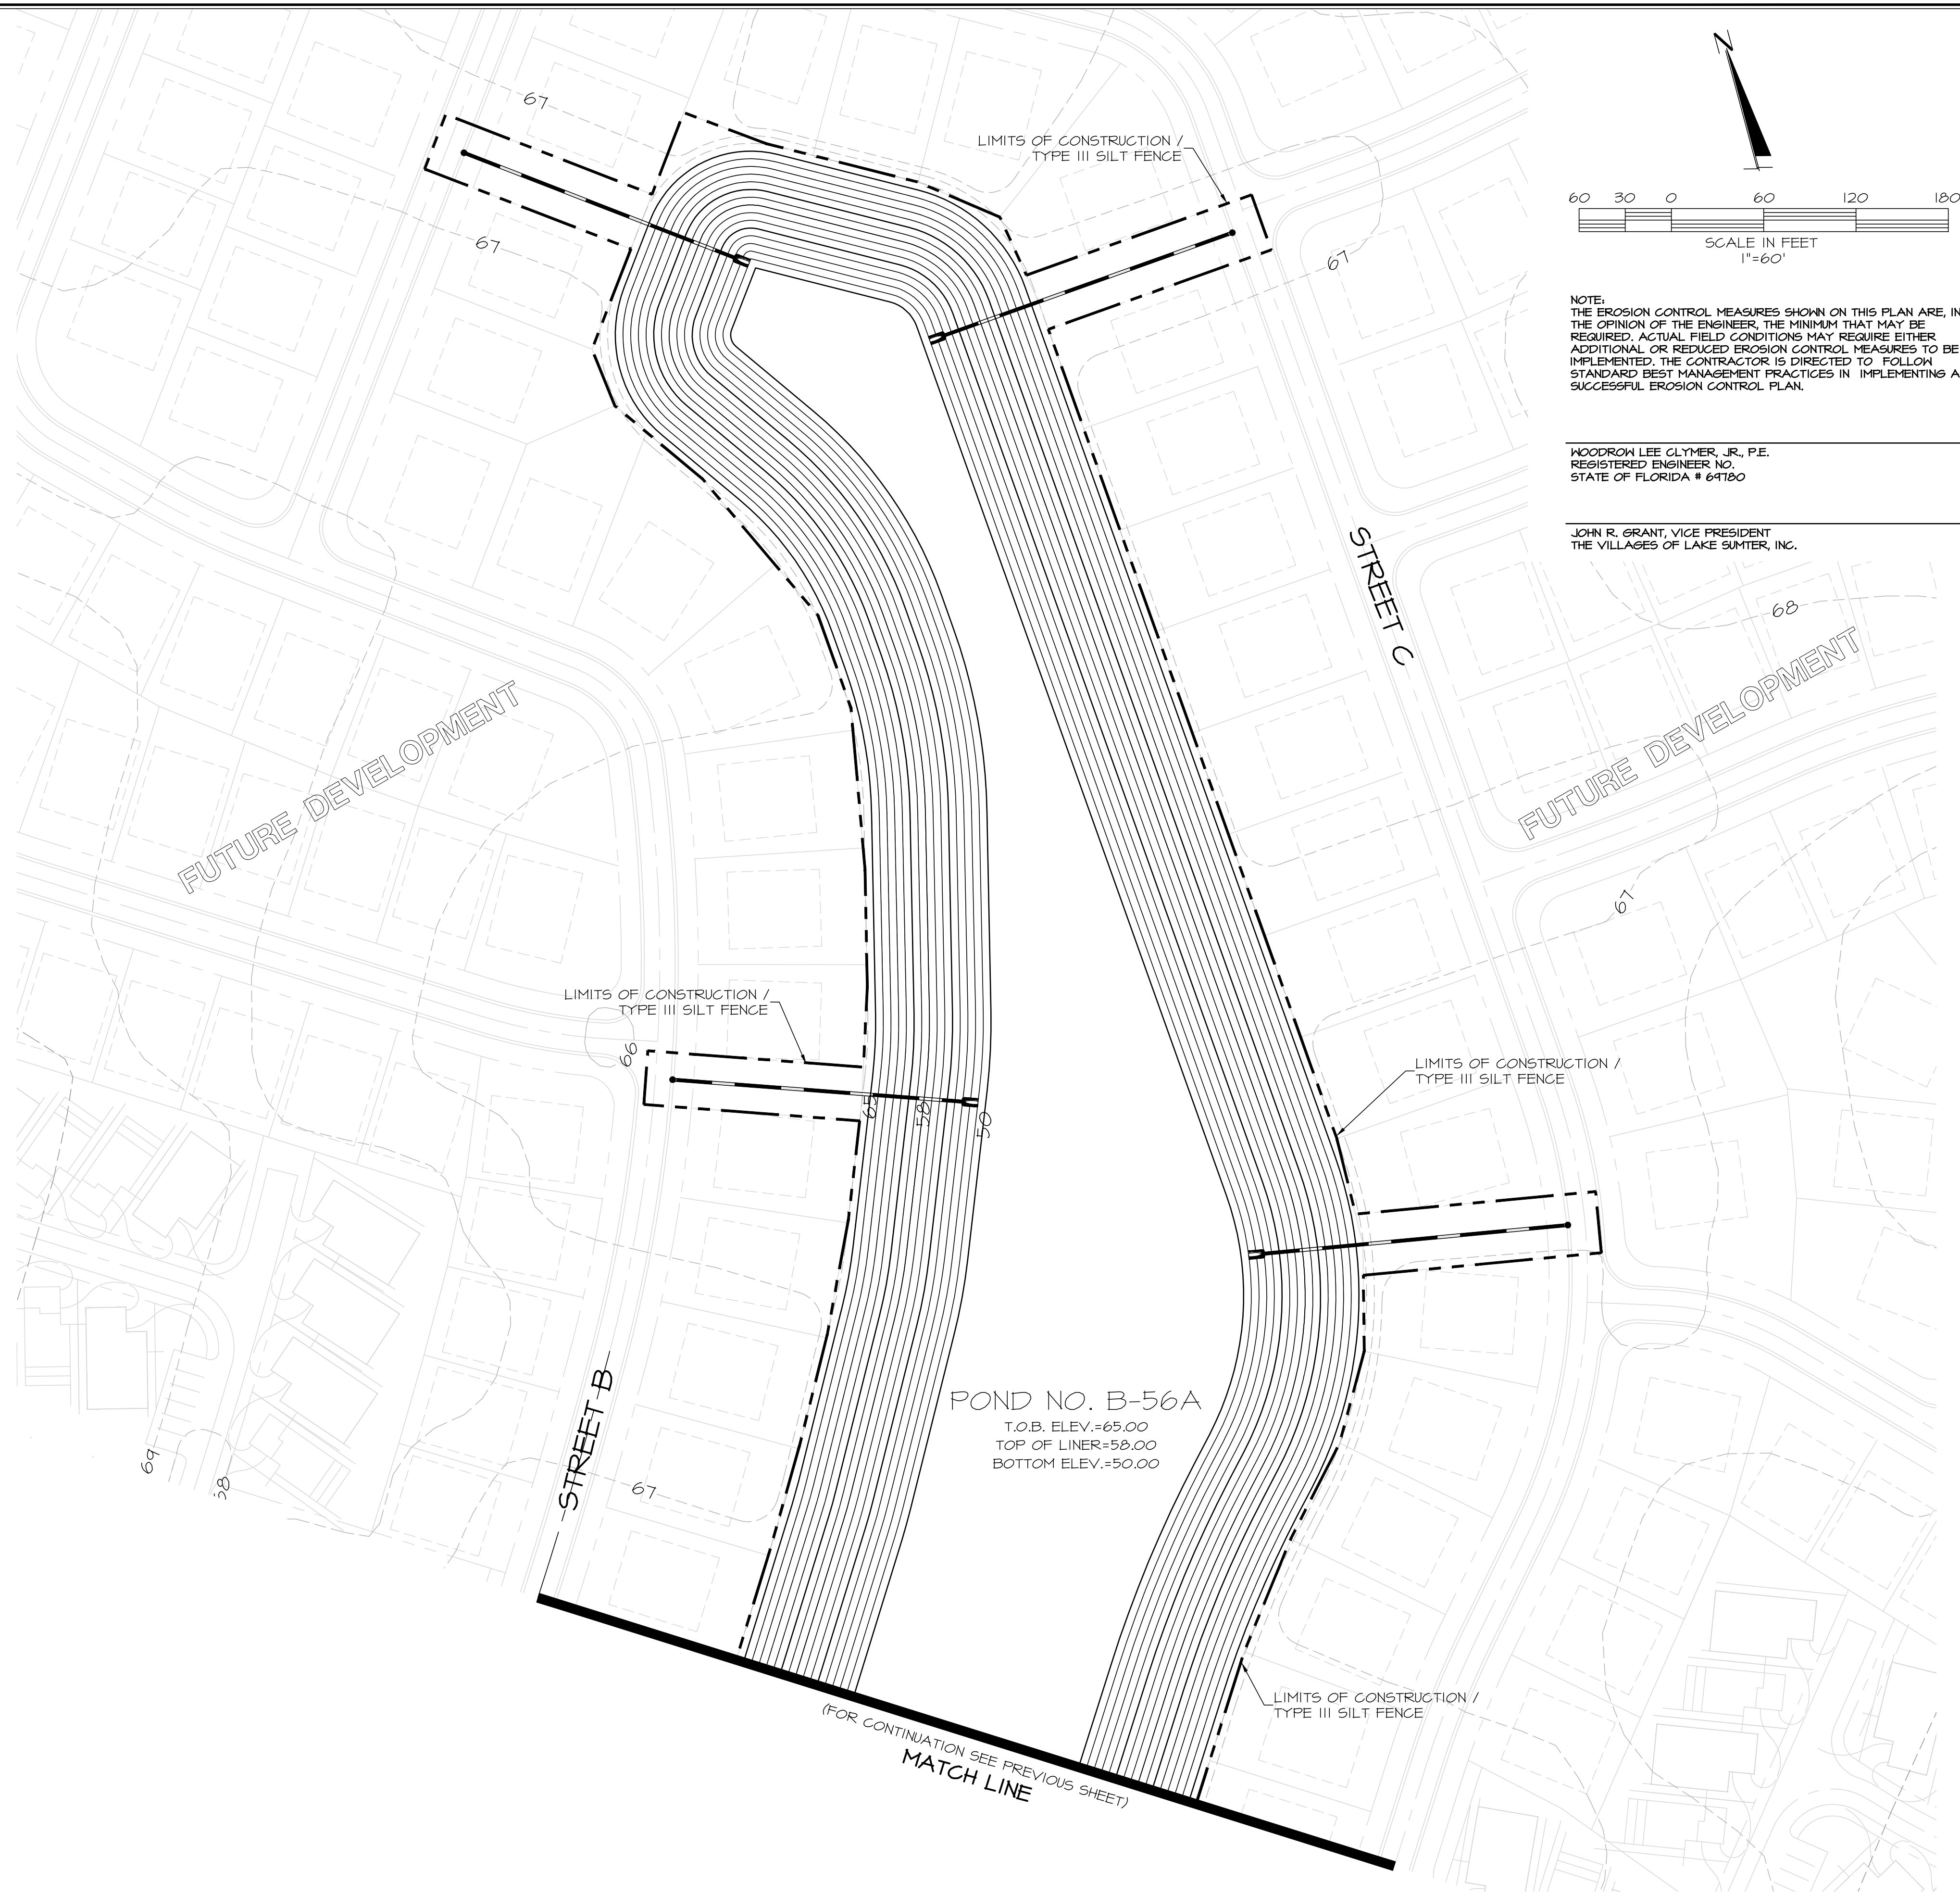 N
60 30 0 60 120 180
SCALE IN FEET
1"=60'
NOTE:
THE EROSION CONTROL MEASURES SHOWN ON THIS PLAN ARE, IN
THE OPINION OF THE ENGINEER, THE MINIMUM THAT MAY BE
REQUIRED. ACTUAL FIELD CONDITIONS MAY REQUIRE EITHER
ADDITIONAL OR REDUCED EROSION CONTROL MEASURES TO BE
IMPLEMENTED. THE CONTRACTOR IS DIRECTED TO FOLLOW
STANDARD BEST MANAGEMENT PRACTICES IN IMPLEMENTING A
SUCCESSFUL EROSION CONTROL PLAN.
WOODROW LEE CLYMER, JR., P.E.
REGISTERED ENGINEER NO.
STATE OF FLORIDA # 69780
JOHN R. GRANT, VICE PRESIDENT
THE VILLAGES OF LAKE SUMTER, INC.
67
LIMITS OF CONSTRUCTION /
TYPE III SILT FENCE
67
67
STREET C
68
FUTURE DEVELOPMENT
FUTURE DEVELOPMENT
67
LIMITS OF CONSTRUCTION /
TYPE III SILT FENCE
66
65
58
50
LIMITS OF CONSTRUCTION /
TYPE III SILT FENCE
POND NO. B-56A
T.O.B. ELEV.=65.00
TOP OF LINER=58.00
BOTTOM ELEV.=50.00
STREET B
69
67
LIMITS OF CONSTRUCTION /
TYPE III SILT FENCE
(FOR CONTINUATION SEE PREVIOUS SHEET)
MATCH LINE